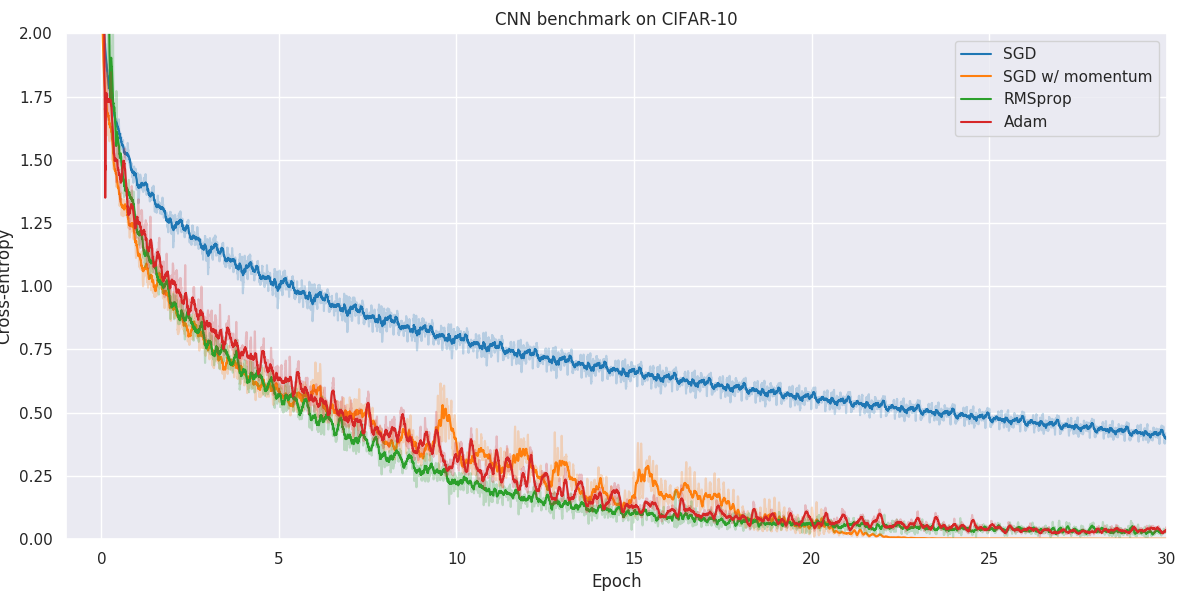 CNN benchmark on CIFAR-10
2.00
1.75
1.50
1.25
1.00
0.75
0.50
0.25
0.00
Cross-entropy
SGD
SGD w/ momentum
RMSprop
Adam
0
5
10
15
20
25
30
Epoch